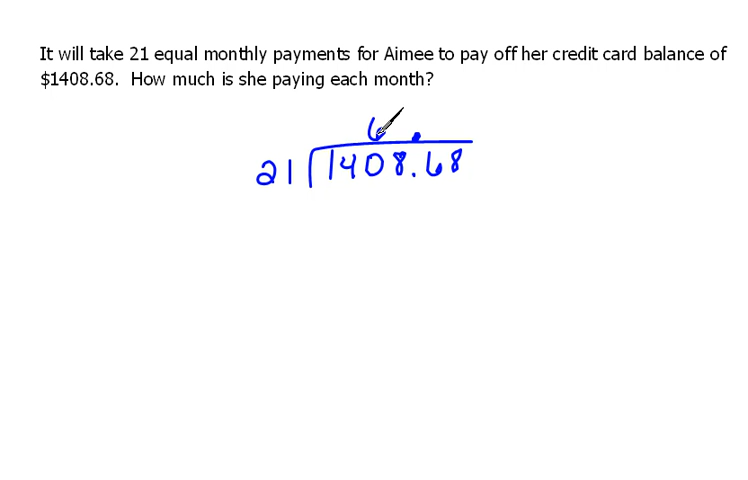 It will take 21 equal monthly payments for Aimee to pay off her credit card balance of
$1408.68. How much is she paying each month?
6 .
21 1408.68